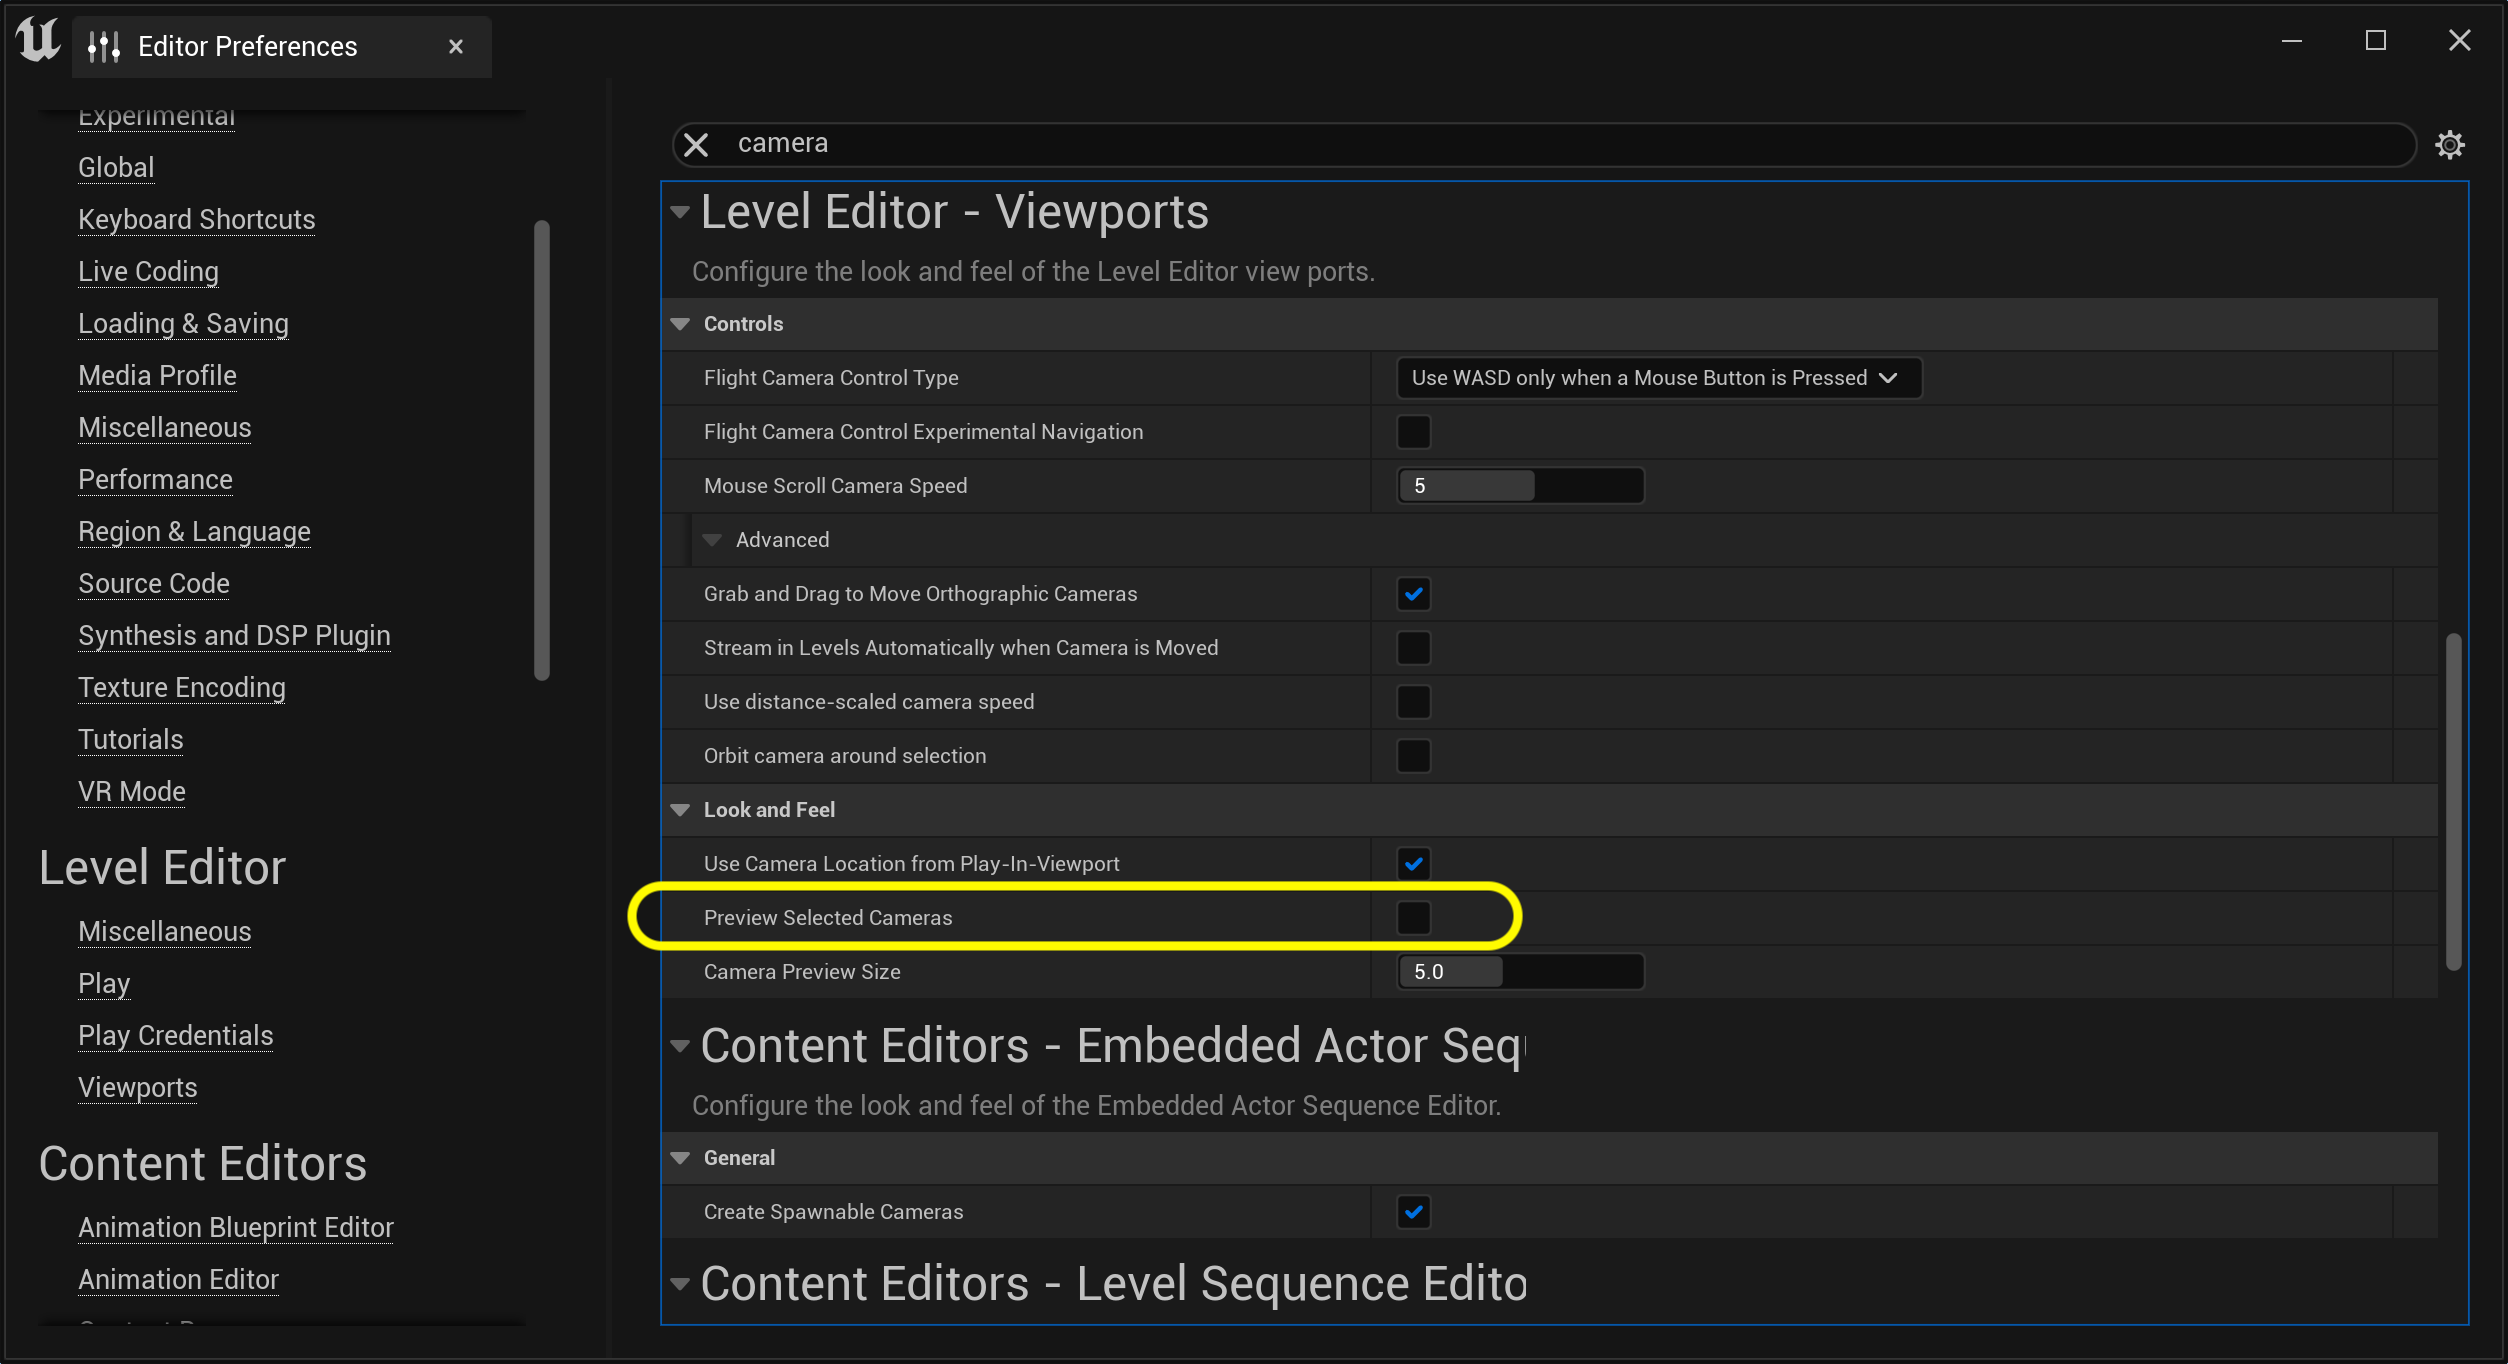 Editor Preferences
Experimental
Global
Keyboard Shortcuts
Live Coding
Loading & Saving
Media Profile
Miscellaneous
Performance
Region & Language
Source Code
Synthesis and DSP Plugin
Texture Encoding
Tutorials
VR Mode
Level Editor
Miscellaneous
Play
Play Credentials
Viewports
Content Editors
Animation Blueprint Editor
Animation Editor
camera
Level Editor - Viewports
Configure the look and feel of the Level Editor view ports.
Controls
Flight Camera Control Type
Use WASD only when a Mouse Button is Pressed
Flight Camera Control Experimental Navigation
Mouse Scroll Camera Speed
5
Advanced
Grab and Drag to Move Orthographic Cameras
Stream in Levels Automatically when Camera is Moved
Use distance-scaled camera speed
Orbit camera around selection
Look and Feel
Use Camera Location from Play-In-Viewport
Preview Selected Cameras
Camera Preview Size
5.0
Content Editors - Embedded Actor Sequ
Configure the look and feel of the Embedded Actor Sequence Editor.
General
Create Spawnable Cameras
Content Editors - Level Sequence Edito